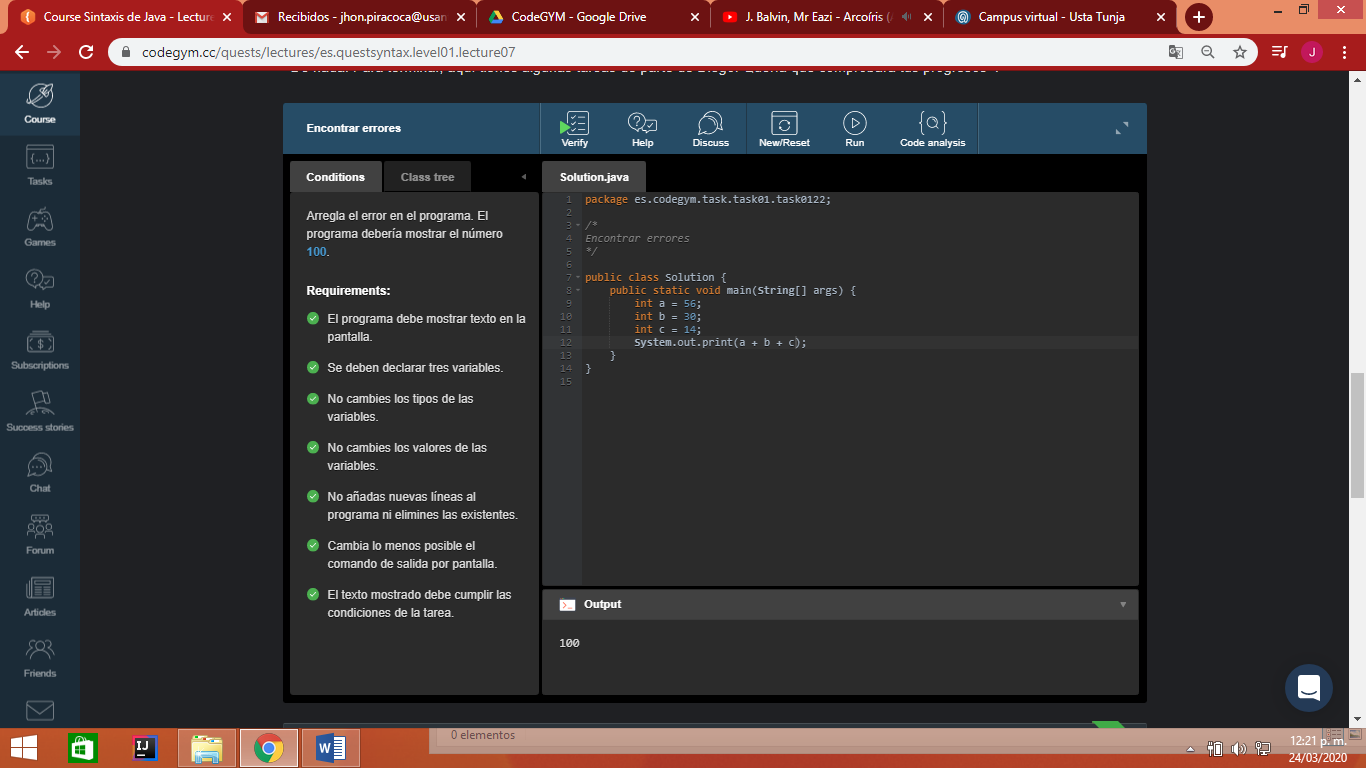 Course Sintaxis de Java - Lecture
Recibidos - jhon.piracoca@usan
CodeGYM - Google Drive
J. Balvin, Mr Eazi - Arcoíris (
Campus virtual - Usta Tunja
codegym.cc/quests/lectures/es.questsyntax.level01.lecture07
J
Course
Tasks
Games
Help
Subscriptions
Success stories
Chat
Forum
Articles
Friends
Encontrar errores
Verify
Help
Discuss
New/Reset
Run
Code analysis
Conditions
Class tree
Solution.java
Arregla el error en el programa. El
programa debería mostrar el número
100.
Requirements:
El programa debe mostrar texto en la
pantalla.
Se deben declarar tres variables.
No cambies los tipos de las
variables.
No cambies los valores de las
variables.
No añadas nuevas líneas al
programa ni elimines las existentes.
Cambia lo menos posible el
comando de salida por pantalla.
El texto mostrado debe cumplir las
condiciones de la tarea.
1 package es.codegym.task.task01.task0122;
2
3 /*
4 Encontrar errores
5 */
6
7 public class Solution {
8 public static void main(String[] args) {
9 int a = 56;
10 int b = 30;
11 int c = 14;
12 System.out.print(a + b + c);
13 }
14 }
15
Output
100
0 elementos
12:21 p. m.
24/03/2020